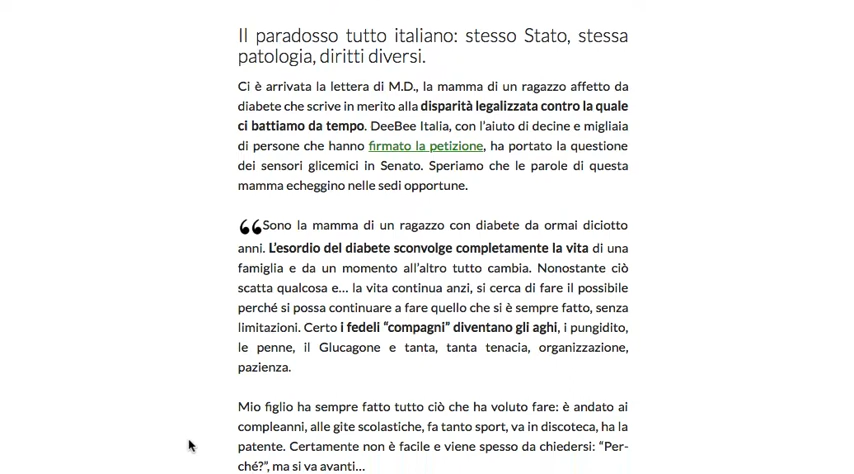 Il paradosso tutto italiano: stesso Stato, stessa
patologia, diritti diversi.
Ci è arrivata la lettera di M.D., la mamma di un ragazzo affetto da
diabete che scrive in merito alla disparità legalizzata contro la quale
ci battiamo da tempo. DeeBee Italia, con l'aiuto di decine e migliaia
di persone che hanno firmato la petizione, ha portato la questione
dei sensori glicemici in Senato. Speriamo che le parole di questa
mamma echeggino nelle sedi opportune.
“Sono la mamma di un ragazzo con diabete da ormai diciotto
anni. L'esordio del diabete sconvolge completamente la vita di una
famiglia e da un momento all'altro tutto cambia. Nonostante ciò
scatta qualcosa e... la vita continua anzi, si cerca di fare il possibile
perché si possa continuare a fare quello che si è sempre fatto, senza
limitazioni. Certo i fedeli “compagni” diventano gli aghi, i pungidito,
le penne, il Glucagone e tanta, tanta tenacia, organizzazione,
pazienza.
Mio figlio ha sempre fatto tutto ciò che ha voluto fare: è andato ai
compleanni, alle gite scolastiche, fa tanto sport, va in discoteca, ha la
patente. Certamente non è facile e viene spesso da chiedersi: “Per-
ché?”, ma si va avanti...